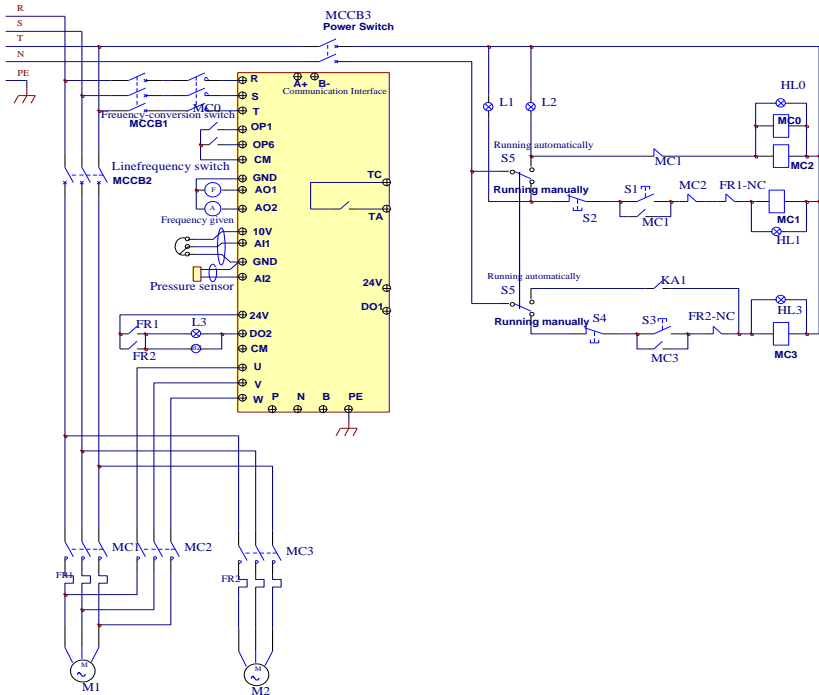 R
S
T
N
PE
MCCB3
Power Switch
MCCB1
MC0
Freuency-conversion switch
Linefrequency switch
MCCB2
R
S
T
OP1
OP6
CM
GND
AO1
AO2
F
A
Frequency given
10V
AI1
GND
AI2
Pressure sensor
24V
DO2
CM
U
V
W
FR1
L3
FR2
A+
B-
Communication Interface
TC
TA
24V
DO1
P
N
B
PE
L1
L2
HL0
MC0
MC2
Running automatically
S5
MC1
Running manually
S2
S1
MC1
MC2
FR1-NC
MC1
HL1
Running automatically
S5
KA1
Running manually
S4
S3
MC3
FR2-NC
HL3
MC3
MC1
MC2
MC3
FR1
FR2
M
M1
M
M2